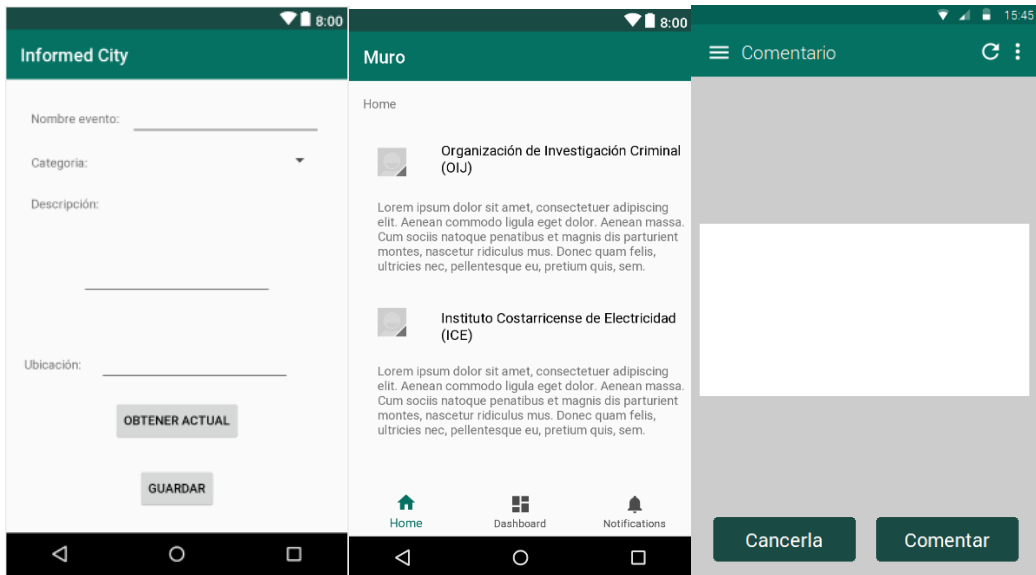 8:00
Informed City
Nombre evento:
Categoria:
Descripción:
Ubicación:
OBTENER ACTUAL
GUARDAR
8:00
Muro
Home
Organización de Investigación Criminal
(OIJ)
Lorem ipsum dolor sit amet, consectetuer adipiscing
elit. Aenean commodo ligula eget dolor. Aenean massa.
Cum sociis natoque penatibus et magnis dis parturient
montes, nascetur ridiculus mus. Donec quam felis,
ultricies nec, pellentesque eu, pretium quis, sem.
Instituto Costarricense de Electricidad
(ICE)
Lorem ipsum dolor sit amet, consectetuer adipiscing
elit. Aenean commodo ligula eget dolor. Aenean massa.
Cum sociis natoque penatibus et magnis dis parturient
montes, nascetur ridiculus mus. Donec quam felis,
ultricies nec, pellentesque eu, pretium quis, sem.
Home
Dashboard
Notifications
15:45
Comentario
Cancerla
Comentar